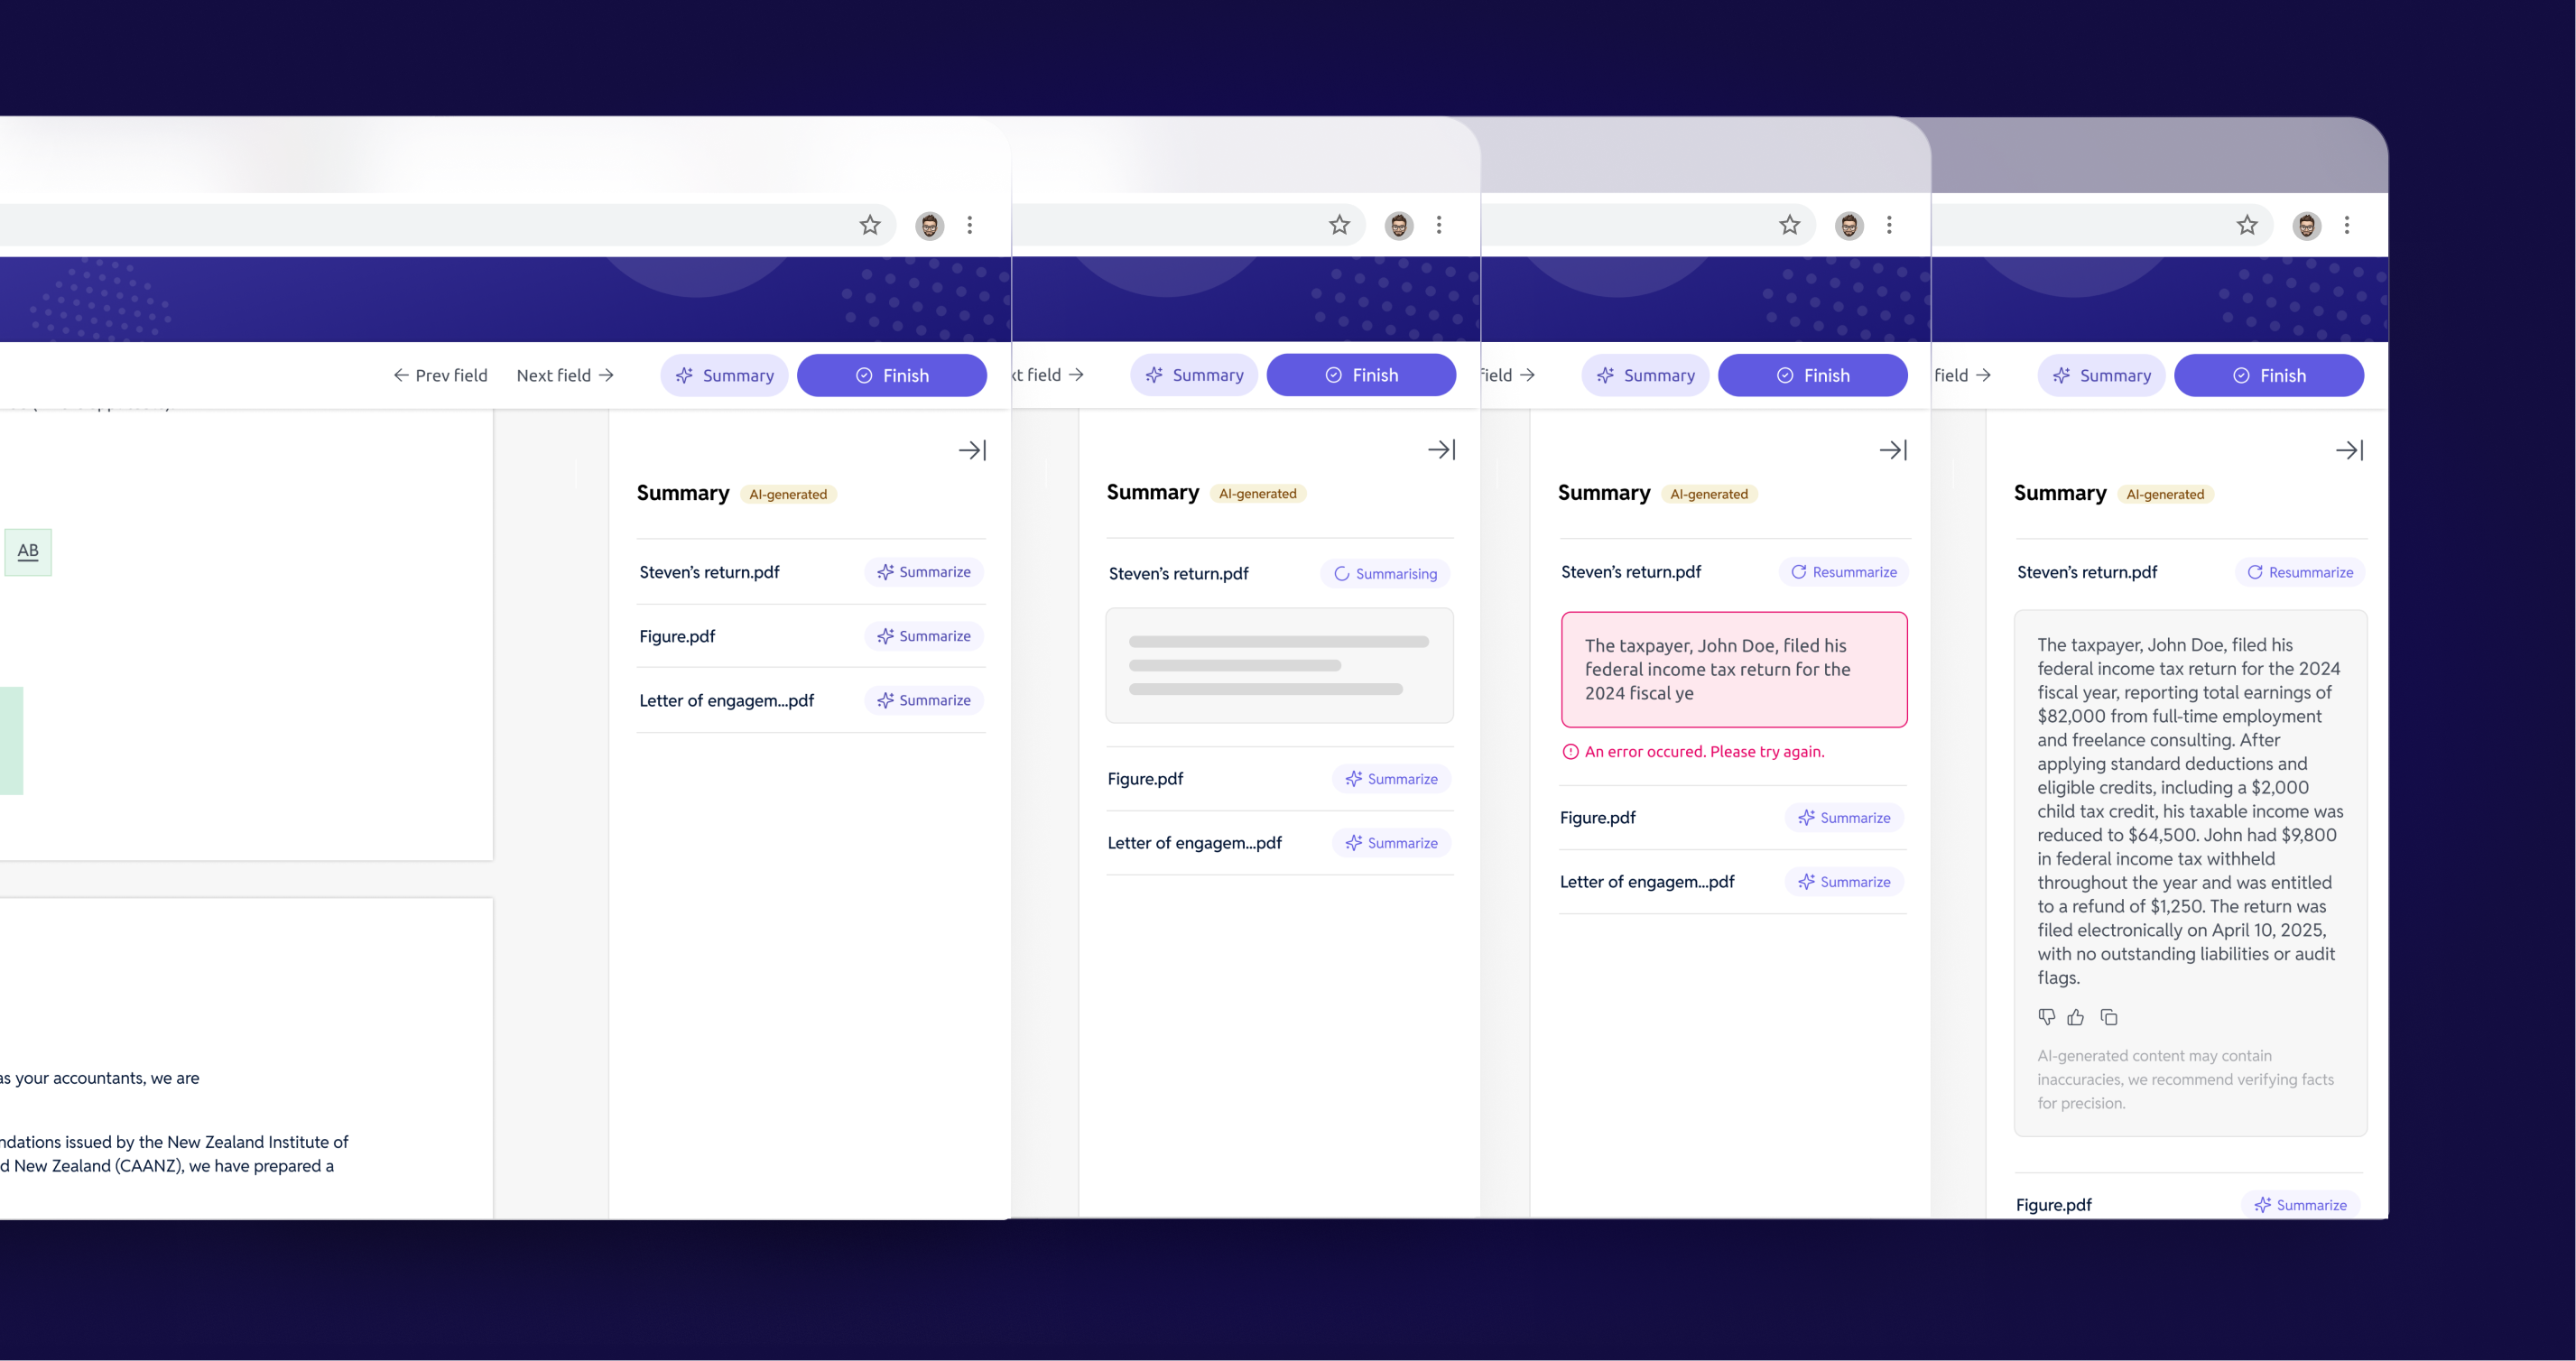 ← Prev field Next field → Summary Finish
Summary AI-generated
Steven's return.pdf Summarize
Figure.pdf Summarize
Letter of engagem...pdf Summarize
AB
as your accountants, we are
ndations issued by the New Zealand Institute of
d New Zealand (CAANZ), we have prepared a
field → Summary Finish
Summary AI-generated
Steven's return.pdf Summarising
Figure.pdf Summarize
Letter of engagem...pdf Summarize
field → Summary Finish
Summary AI-generated
Steven's return.pdf Resummarize
The taxpayer, John Doe, filed his
federal income tax return for the
2024 fiscal ye
An error occured. Please try again.
Figure.pdf Summarize
Letter of engagem...pdf Summarize
field → Summary Finish
Summary AI-generated
Steven's return.pdf Resummarize
The taxpayer, John Doe, filed his
federal income tax return for the 2024
fiscal year, reporting total earnings of
$82,000 from full-time employment
and freelance consulting. After
applying standard deductions and
eligible credits, including a $2,000
child tax credit, his taxable income was
reduced to $64,500. John had $9,800
in federal income tax withheld
throughout the year and was entitled
to a refund of $1,250. The return was
filed electronically on April 10, 2025,
with no outstanding liabilities or audit
flags.
AI-generated content may contain
inaccuracies, we recommend verifying facts
for precision.
Figure.pdf Summarize